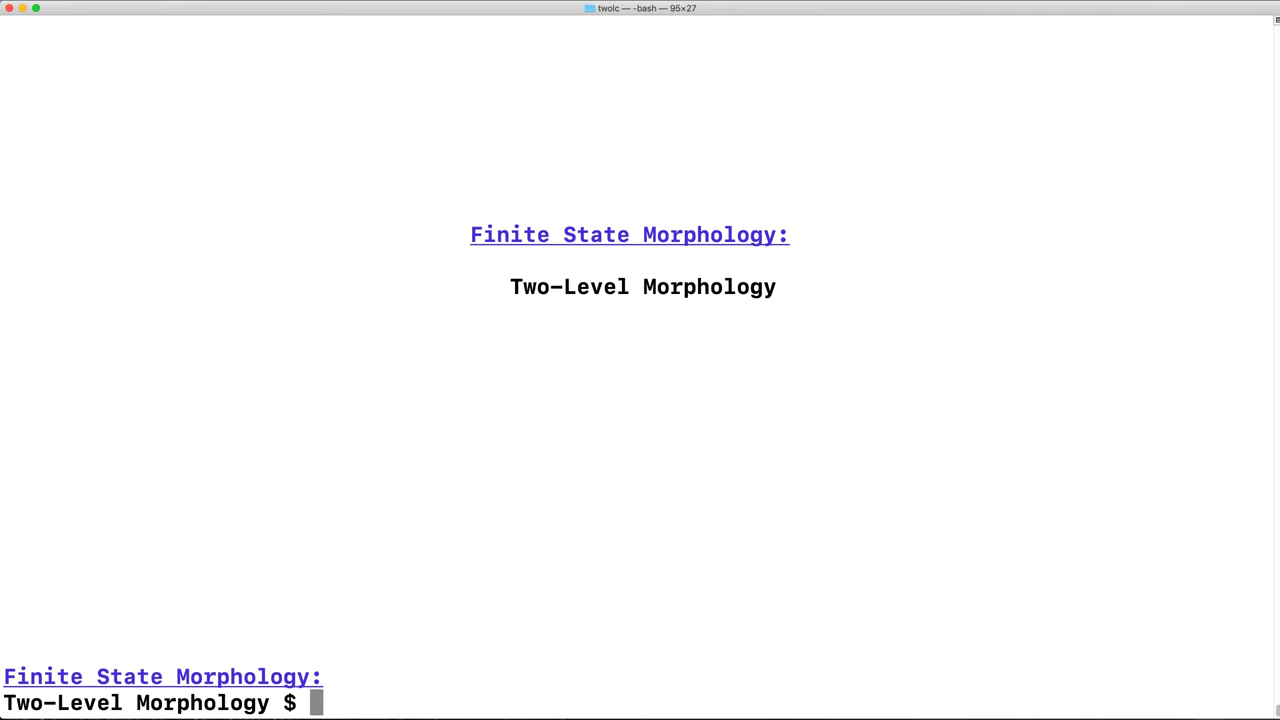 twolc — -bash — 95×27
Finite State Morphology:
Two-Level Morphology
Finite State Morphology:
Two-Level Morphology $